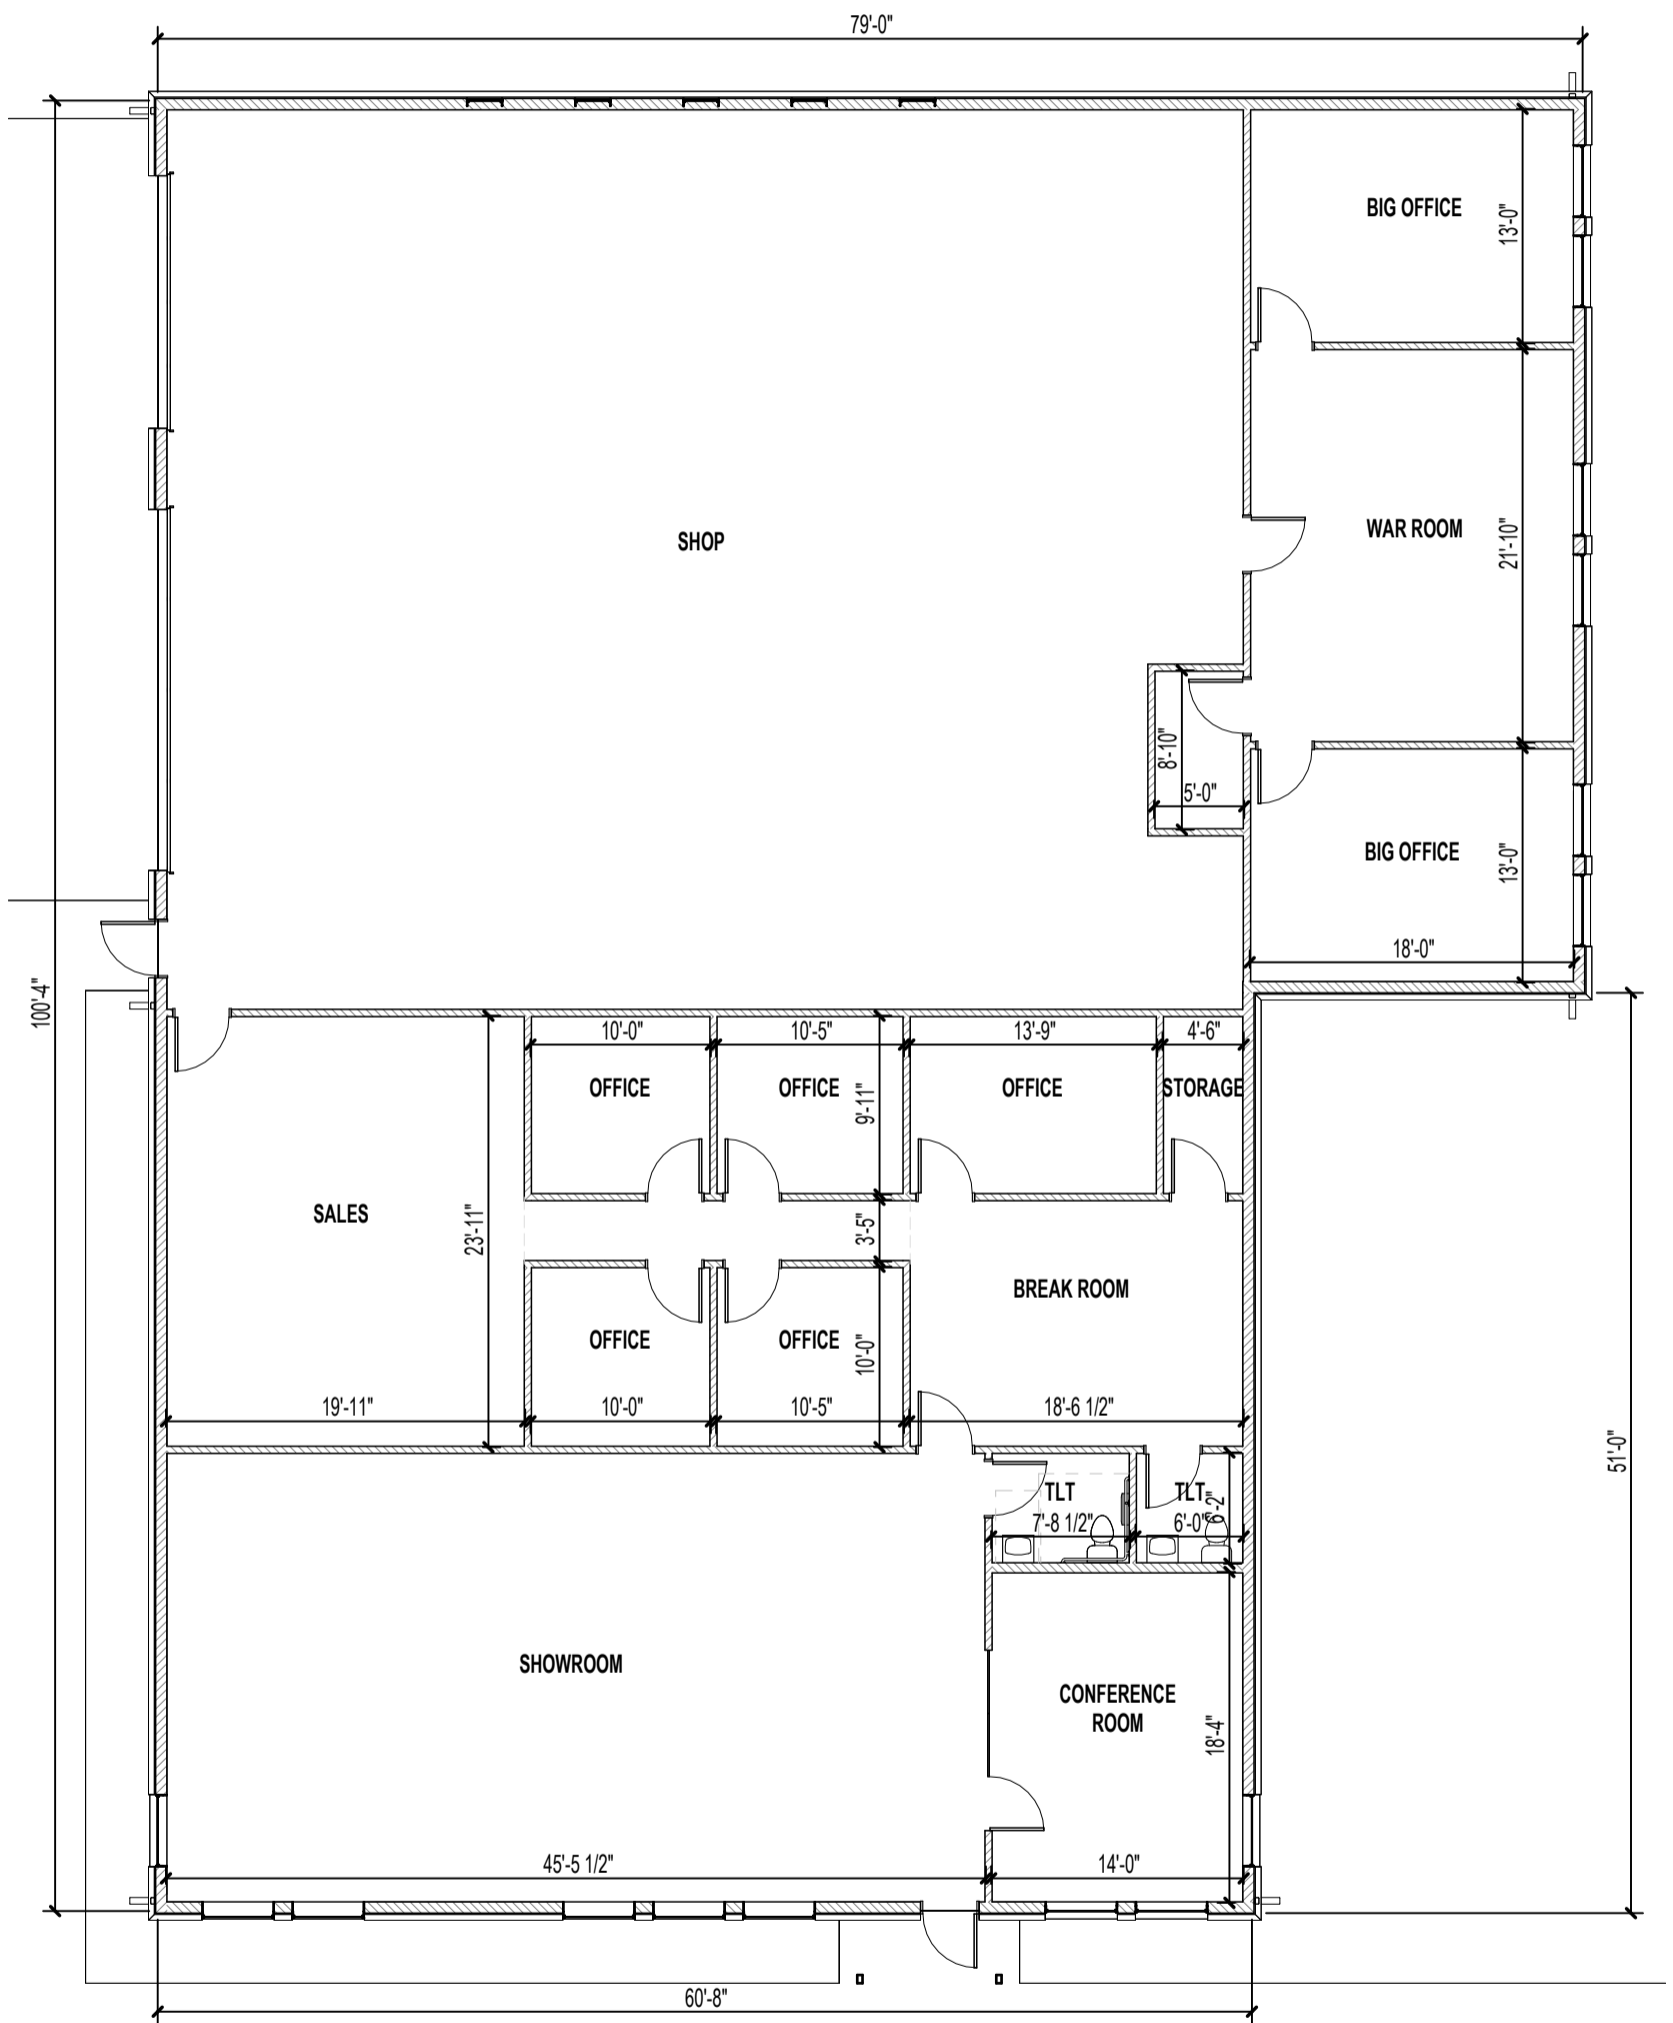 79'-0"
BIG OFFICE
13'-0"
SHOP
WAR ROOM
21'-10"
8'-10"
5'-0"
BIG OFFICE
13'-0"
18'-0"
100'-4"
10'-0"
10'-5"
13'-9"
4'-6"
OFFICE
OFFICE
9'-11"
OFFICE
STORAGE
SALES
23'-11"
3'-5"
BREAK ROOM
OFFICE
OFFICE
10'-0"
19'-11"
10'-0"
10'-5"
18'-6 1/2"
51'-0"
TLT
7'-8 1/2"
TLT
6'-0"
6'-2"
SHOWROOM
CONFERENCE
ROOM
18'-4"
45'-5 1/2"
14'-0"
60'-8"